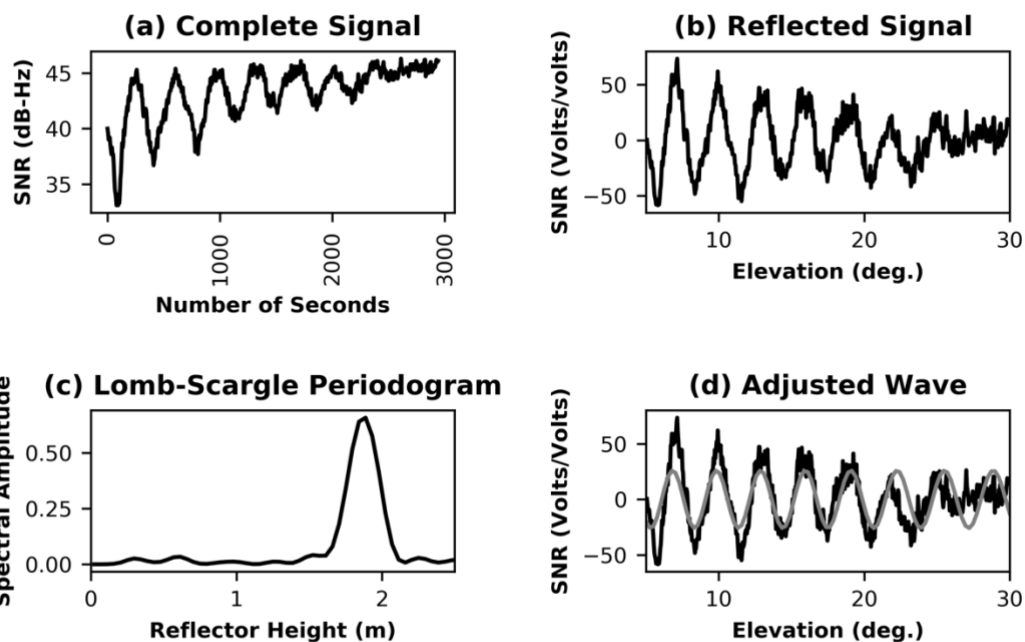 (a) Complete Signal
SNR (dB-Hz)
45
40
35
0
1000
2000
3000
Number of Seconds
(b) Reflected Signal
SNR (Volts/volts)
50
0
−50
10
20
30
Elevation (deg.)
(c) Lomb-Scargle Periodogram
Spectral Amplitude
0.50
0.25
0.00
0
1
2
Reflector Height (m)
(d) Adjusted Wave
SNR (Volts/Volts)
50
0
−50
10
20
30
Elevation (deg.)